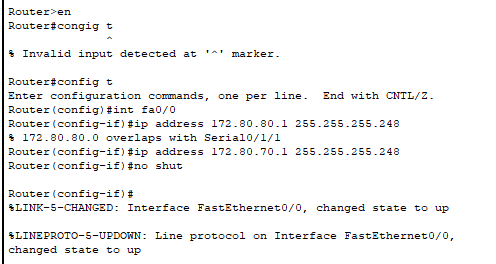 Router>en
Router#congig t
^
% Invalid input detected at '^' marker.
Router#config t
Enter configuration commands, one per line.  End with CNTL/Z.
Router(config)#int fa0/0
Router(config-if)#ip address 172.80.80.1 255.255.255.248
% 172.80.80.0 overlaps with Serial0/1/1
Router(config-if)#ip address 172.80.70.1 255.255.255.248
Router(config-if)#no shut
Router(config-if)#
%LINK-5-CHANGED: Interface FastEthernet0/0, changed state to up
%LINEPROTO-5-UPDOWN: Line protocol on Interface FastEthernet0/0,
changed state to up